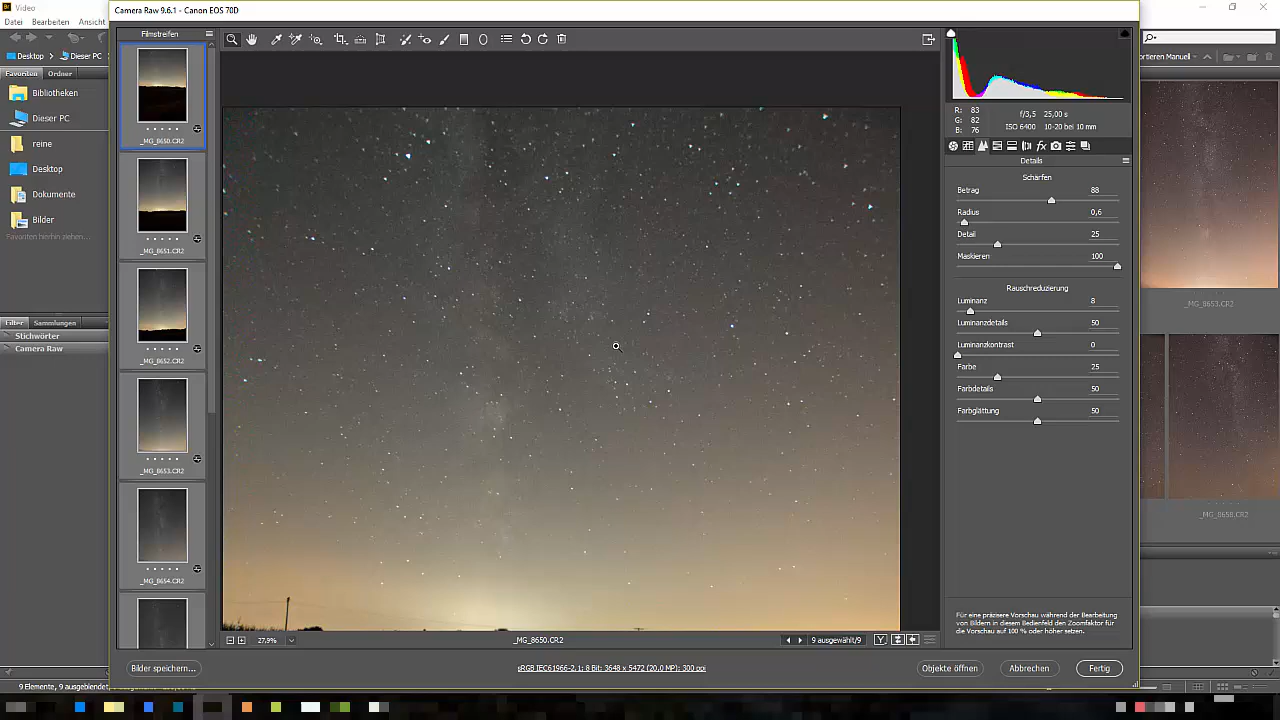 Video
Camera Raw 9.6.1 - Canon EOS 70D
Datei Bearbeiten Ansicht
Filmstreifen
Desktop Dieser PC
ortieren Manuell
Favoriten Ordner
Bibliotheken
Dieser PC
reine
Desktop
Dokumente
Bilder
Favoriten hierhin ziehen...
Filter Sammlungen
Stichwörter
Camera Raw
_MG_8650.CR2
_MG_8651.CR2
_MG_8652.CR2
_MG_8653.CR2
_MG_8654.CR2
R: 83
G: 82
B: 76
f/3,5 25,00 s
ISO 6400 10-20 bei 10 mm
Details
Schärfen
Betrag 88
Radius 0,6
Detail 25
Maskieren 100
Rauschreduzierung
Luminanz 8
Luminanzdetails 50
Luminanzkontrast 0
Farbe 25
Farbdetails 50
Farbglättung 50
Für eine präzisere Vorschau während der Bearbeitung
von Bildern in diesem Bedienfeld den Zoomfaktor für
die Vorschau auf 100 % oder höher setzen.
_MG_8653.CR2
_MG_8658.CR2
27,9%
_MG_8650.CR2
9 ausgewählt/9
Y
Bilder speichern...
sRGB IEC61966-2.1; 8 Bit; 3648 x 5472 (20,0 MP); 300 ppi
Objekte öffnen
Abbrechen
Fertig
9 Elemente, 9 ausgeblendet,